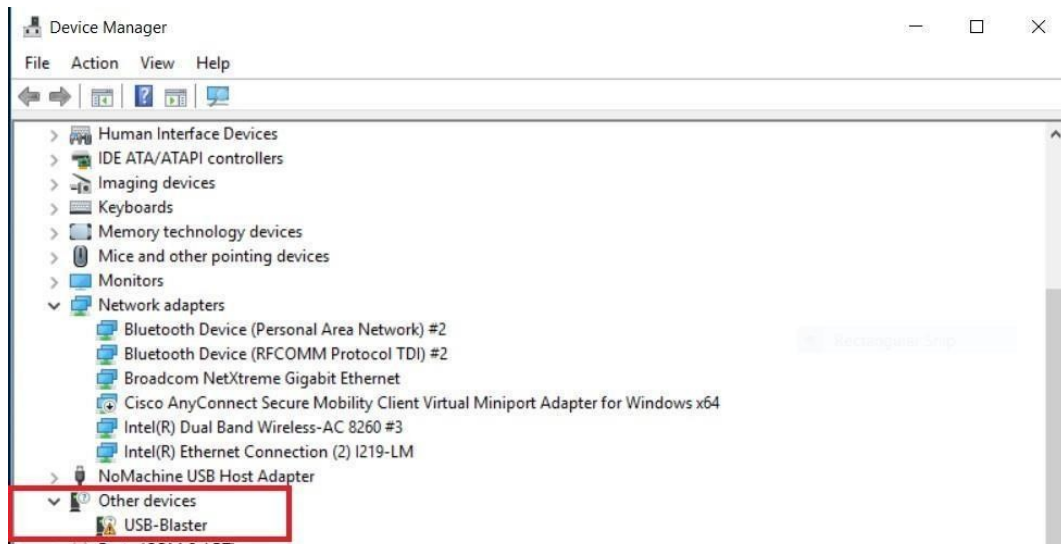 Device Manager
File Action View Help
Human Interface Devices
IDE ATA/ATAPI controllers
Imaging devices
Keyboards
Memory technology devices
Mice and other pointing devices
Monitors
Network adapters
Bluetooth Device (Personal Area Network) #2
Bluetooth Device (RFCOMM Protocol TDI) #2
Broadcom NetXtreme Gigabit Ethernet
Rectangular Snip
Cisco AnyConnect Secure Mobility Client Virtual Miniport Adapter for Windows x64
Intel(R) Dual Band Wireless-AC 8260 #3
Intel(R) Ethernet Connection (2) I219-LM
NoMachine USB Host Adapter
Other devices
USB-Blaster